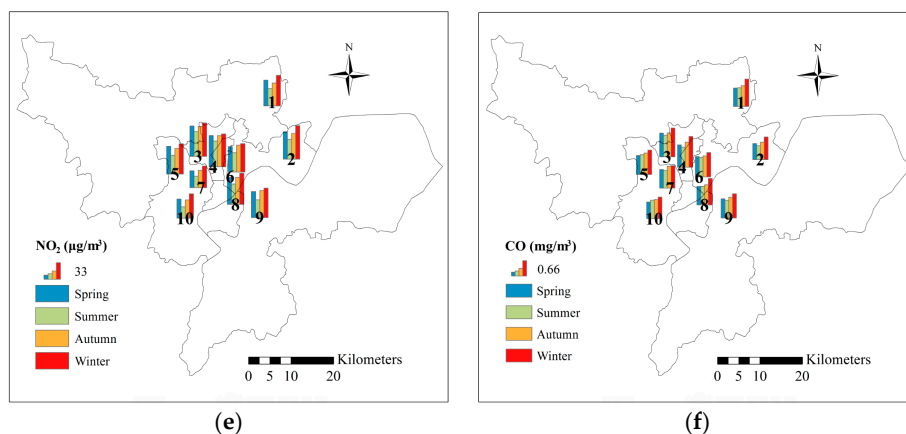 N
1
2
3
4
5
6
7
8
9
10
NO₂ (μg/m³)
33
Spring
Summer
Autumn
Winter
Kilometers
0 5 10 20
(e)
N
1
2
3
4
5
6
7
8
9
10
CO (mg/m³)
0.66
Spring
Summer
Autumn
Winter
Kilometers
0 5 10 20
(f)